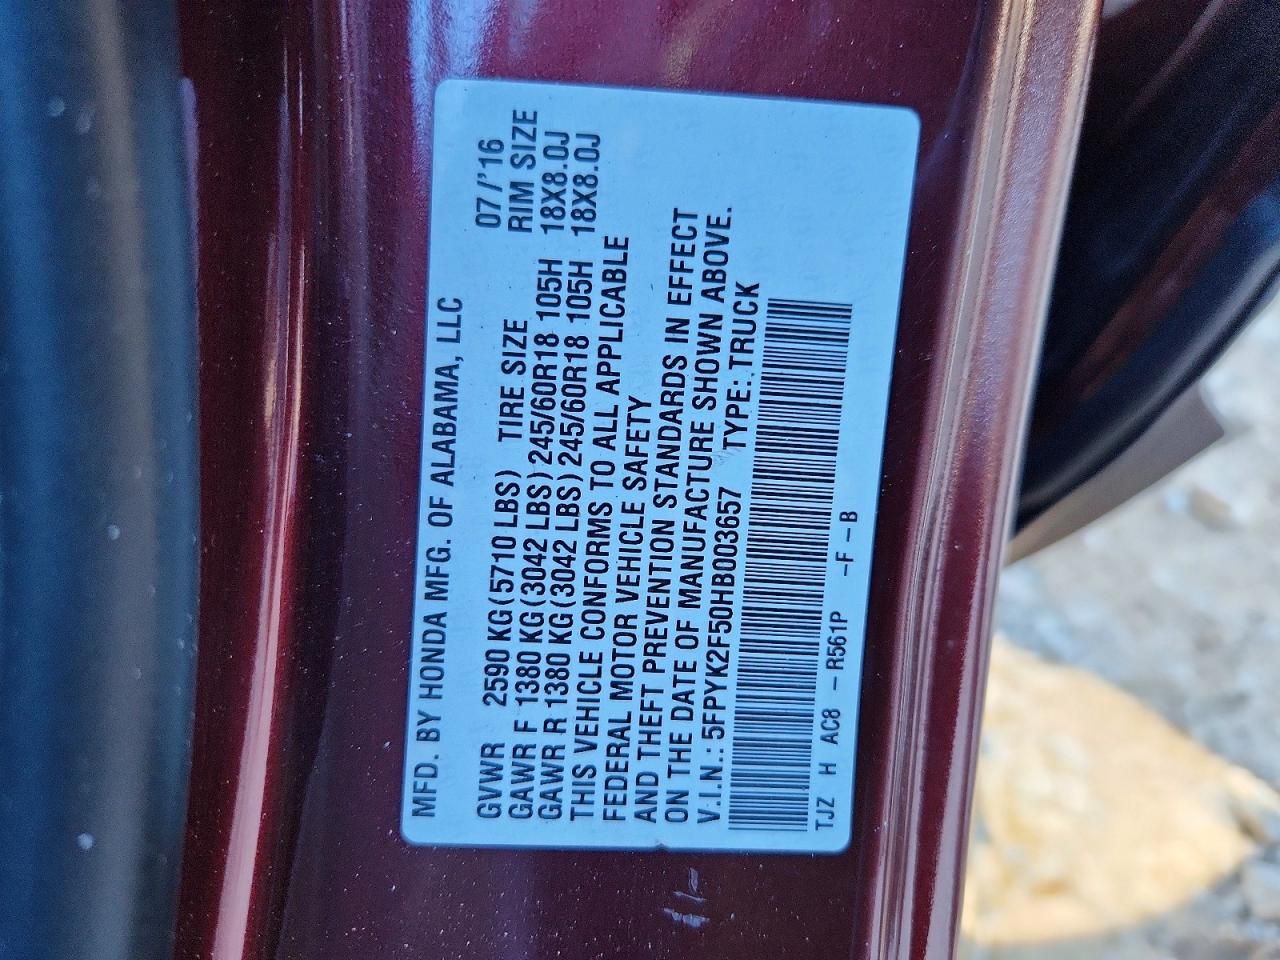 MFD. BY HONDA MFG. OF ALABAMA, LLC
07/'16
GVWR 2590 KG (5710 LBS) TIRE SIZE RIM SIZE
GAWR F 1380 KG (3042 LBS) 245/60R18 105H 18X8.0J
GAWR R 1380 KG (3042 LBS) 245/60R18 105H 18X8.0J
THIS VEHICLE CONFORMS TO ALL APPLICABLE
FEDERAL MOTOR VEHICLE SAFETY
AND THEFT PREVENTION STANDARDS IN EFFECT
ON THE DATE OF MANUFACTURE SHOWN ABOVE.
V.I.N.: 5FPYK2F50HB003657 TYPE: TRUCK
TJZ H AC8 - R561P - F - B